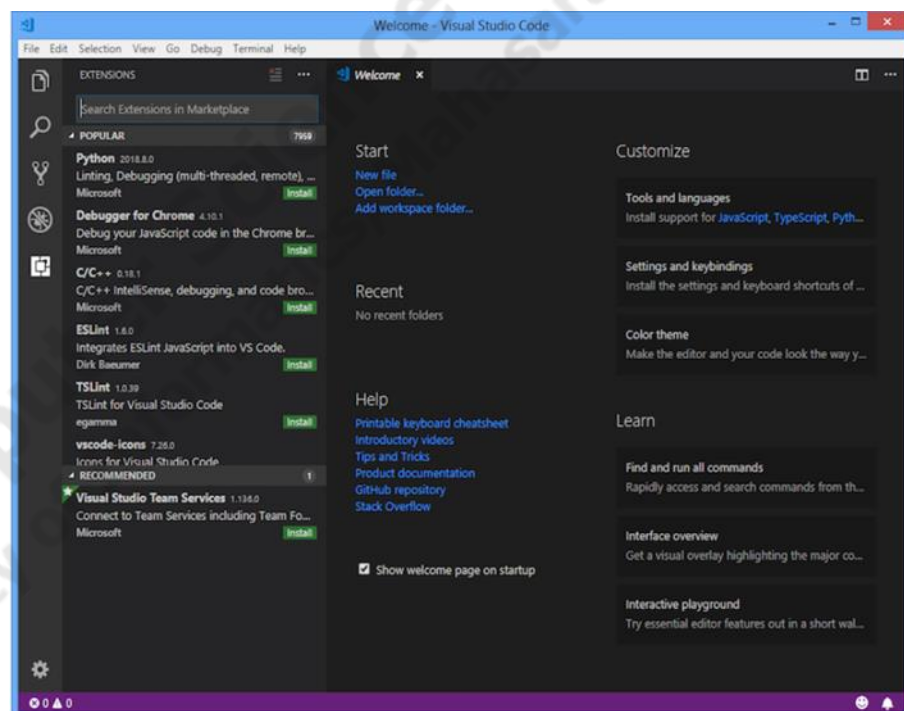 Welcome - Visual Studio Code
File Edit Selection View Go Debug Terminal Help
EXTENSIONS
Search Extensions in Marketplace
POPULAR 7959
Python 2018.8.0
Linting, Debugging (multi-threaded, remote), ...
Microsoft Install
Debugger for Chrome 4.10.1
Debug your JavaScript code in the Chrome br...
Microsoft Install
C/C++ 0.18.1
C/C++ IntelliSense, debugging, and code bro...
Microsoft Install
ESLint 1.6.0
Integrates ESLint JavaScript into VS Code.
Dirk Baeumer Install
TSLint 1.0.39
TSLint for Visual Studio Code
egamma Install
vscode-icons 7.26.0
Icons for Visual Studio Code
RECOMMENDED 1
Visual Studio Team Services 1.136.0
Connect to Team Services including Team Fo...
Microsoft Install
Welcome
Start
New file
Open folder...
Add workspace folder...
Recent
No recent folders
Help
Printable keyboard cheatsheet
Introductory videos
Tips and Tricks
Product documentation
GitHub repository
Stack Overflow
Show welcome page on startup
Customize
Tools and languages
Install support for JavaScript, TypeScript, Pyth...
Settings and keybindings
Install the settings and keyboard shortcuts of ...
Color theme
Make the editor and your code look the way y...
Learn
Find and run all commands
Rapidly access and search commands from th...
Interface overview
Get a visual overlay highlighting the major co...
Interactive playground
Try essential editor features out in a short wal...
0 0